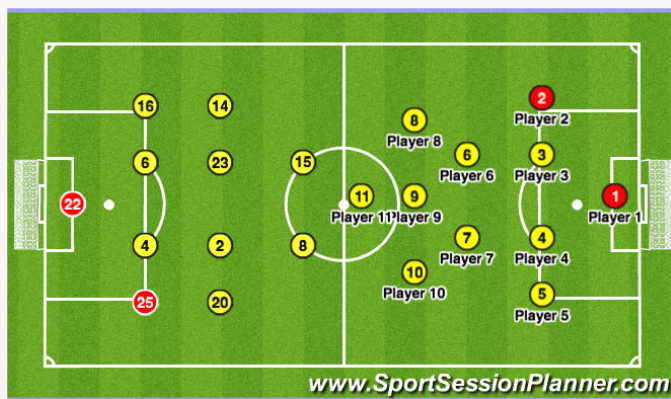 16
14
2
Player 2
8
Player 8
6
23
15
6
Player 6
3
Player 3
22
11
Player 11
9
Player 9
1
Player 1
4
2
8
7
Player 7
4
Player 4
10
Player 10
25
20
5
Player 5
www.SportSessionPlanner.com